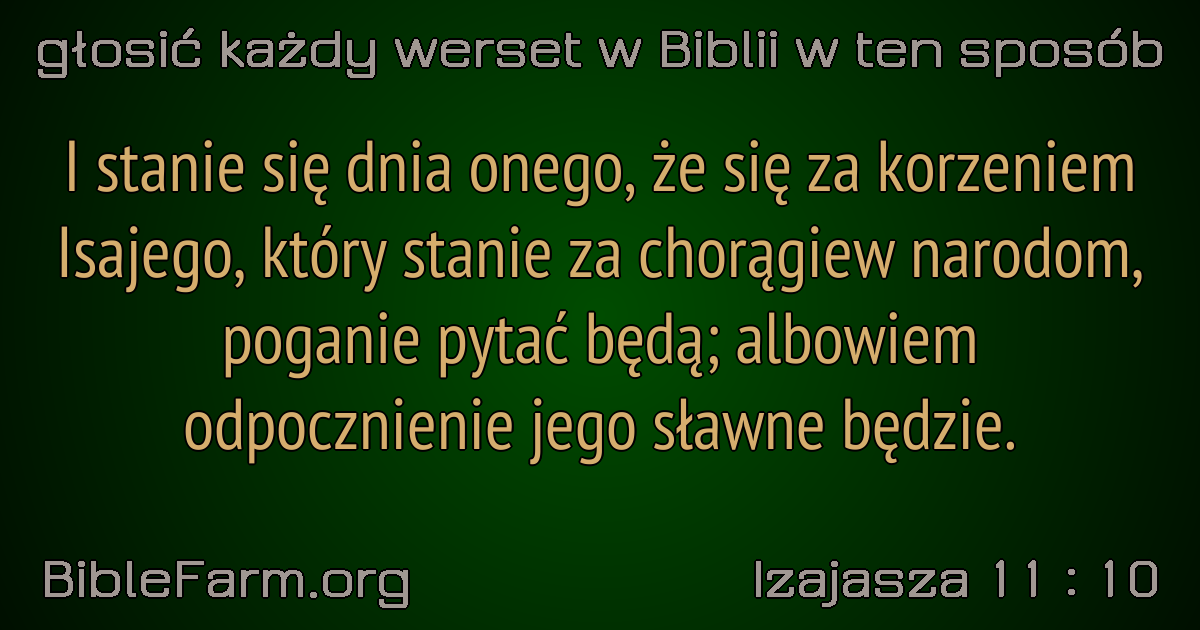 głosić każdy werset w Biblii w ten sposób
I stanie się dnia onego, że się za korzeniem
Isajego, który stanie za chorągiew narodom,
poganie pytać będą; albowiem
odpocznienie jego sławne będzie.
BibleFarm.org
Izajasza 11 : 10